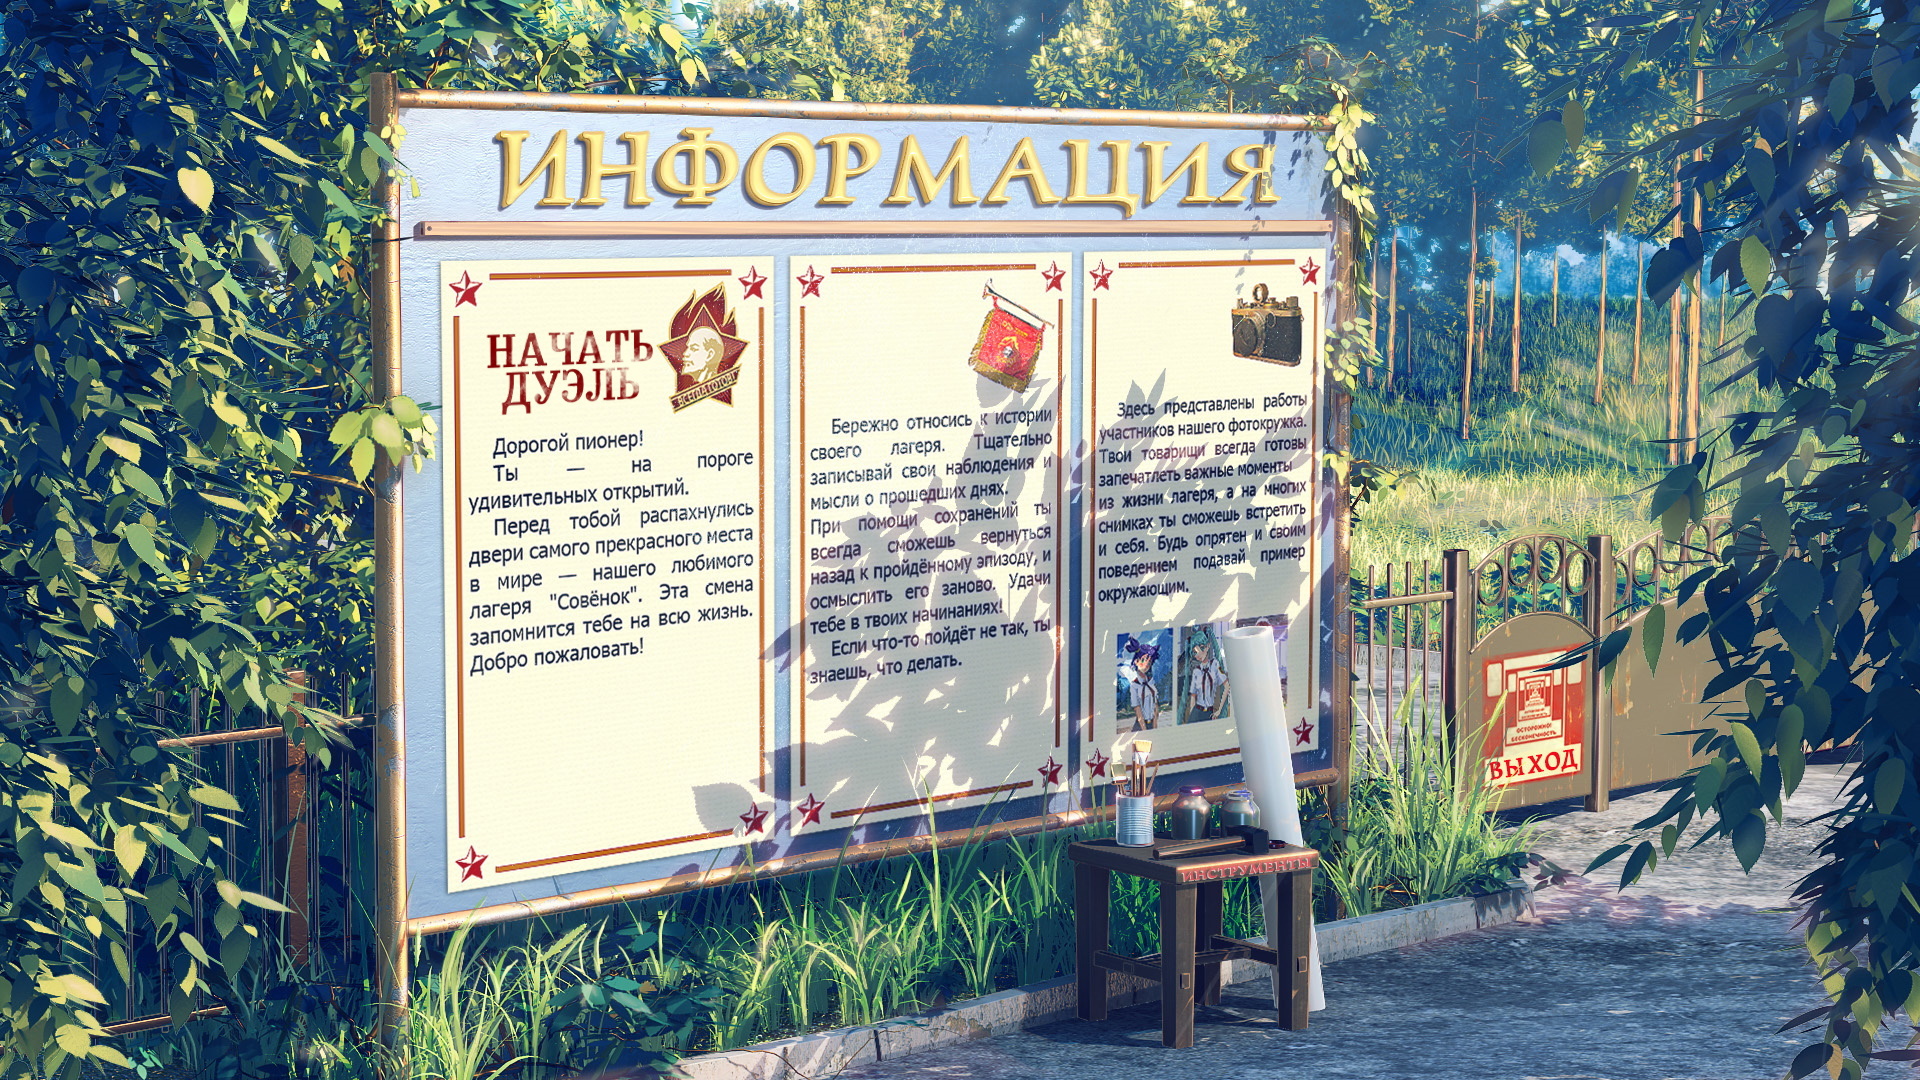 ИНФОРМАЦИЯ
НАЧАТЬ
ДУЭЛЬ
ВСЕГДА ГОТОВ!
Дорогой пионер!
Ты — на пороге
удивительных открытий.
Перед тобой распахнулись
двери самого прекрасного места
в мире — нашего любимого
лагеря "Совёнок". Эта смена
запомнится тебе на всю жизнь.
Добро пожаловать!
Бережно относись к истории
своего лагеря. Тщательно
записывай свои наблюдения и
мысли о прошедших днях.
При помощи сохранений ты
всегда сможешь вернуться
назад к пройдённому эпизоду, и
осмыслить его заново. Удачи
тебе в твоих начинаниях!
Если что-то пойдёт не так, ты
знаешь, что делать.
Здесь представлены работы
участников нашего фотокружка.
Твои товарищи всегда готовы
запечатлеть важные моменты
из жизни лагеря, а на многих
снимках ты сможешь встретить
и себя. Будь опрятен и своим
поведением подавай пример
окружающим.
ОСТОРОЖНО!
БЕСКОНЕЧНОСТЬ
ВЫХОД
ИНСТРУМЕНТЫ